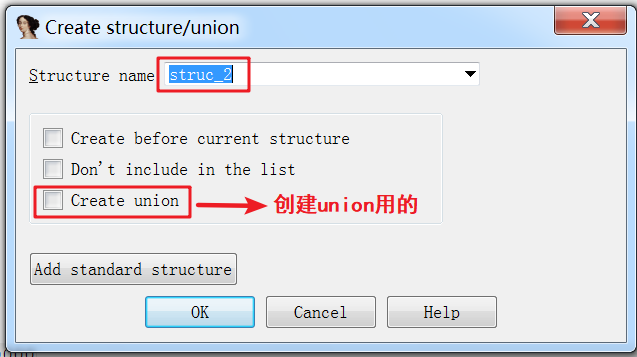 Create structure/union
Structure name struc_2
Create before current structure
Don't include in the list
Create union 创建union用的
Add standard structure
OK Cancel Help